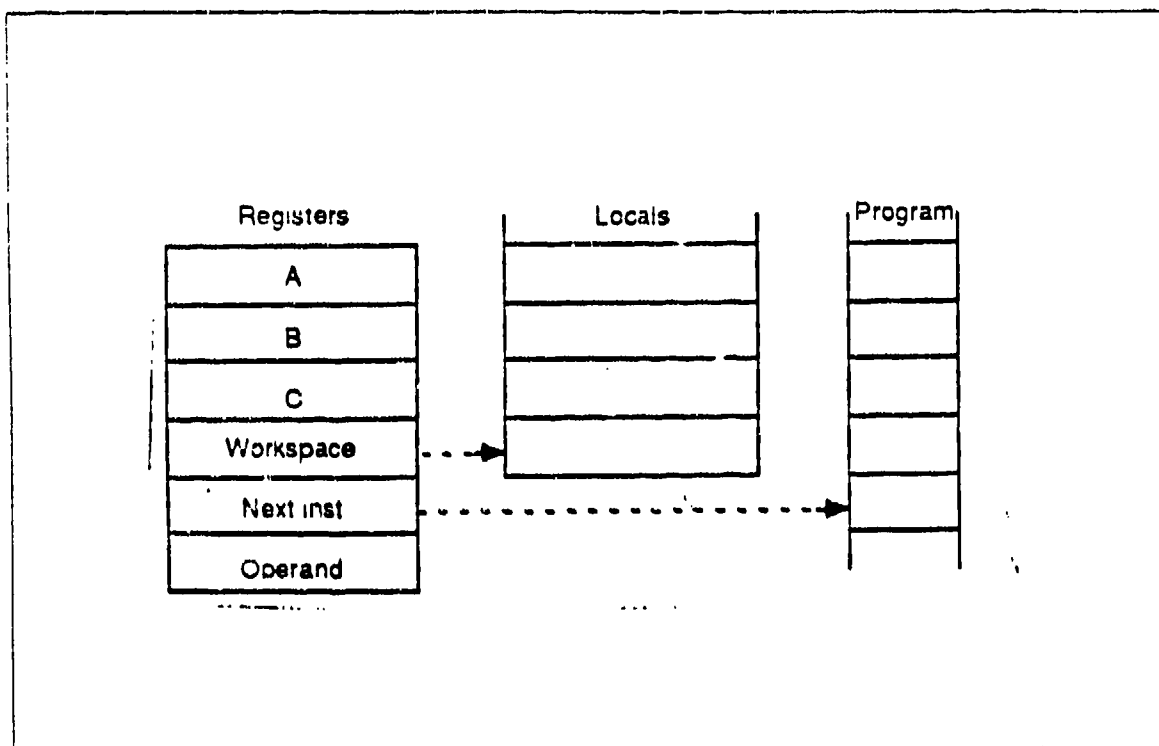 Registers
Locals
Program
A
B
C
Workspace
Next inst
Operand